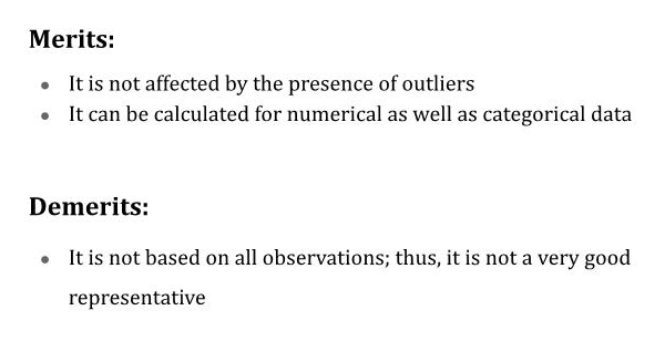 Merits:
● It is not affected by the presence of outliers
● It can be calculated for numerical as well as categorical data
Demerits:
● It is not based on all observations; thus, it is not a very good
representative